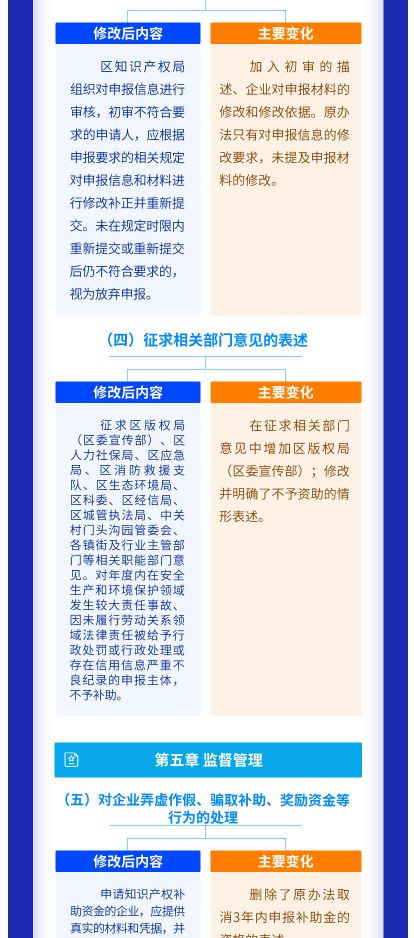 修改后内容
区知识产权局
组织对申报信息进行
审核，初审不符合要
求的申请人，应根据
申报要求的相关规定
对申报信息和材料进
行修改补正并重新提
交。未在规定时限内
重新提交或重新提交
后仍不符合要求的，
视为放弃申报。
主要变化
加入初审的描
述、企业对申报材料的
修改和修改依据。原办
法只有对申报信息的修
改要求，未提及申报材
料的修改。
（四）征求相关部门意见的表述
修改后内容
征求区版权局
（区委宣传部）、区
人力社保局、区应急
局、区消防救援支
队、区生态环境局、
区科委、区经信局、
区城管执法局、中关
村门头沟园管委会、
各镇街及行业主管部
门等相关职能部门意
见。对年度内在安全
生产和环境保护领域
发生较大责任事故、
因未履行劳动关系领
域法律责任被给予行
政处罚或行政处理或
存在信用信息严重不
良纪录的申报主体，
不予补助。
主要变化
在征求相关部门
意见中增加区版权局
（区委宣传部）；修改
并明确了不予资助的情
形表述。
第五章 监督管理
（五）对企业弄虚作假、骗取补助、奖励资金等
行为的处理
修改后内容
申请知识产权补
助资金的企业，应提供
真实的材料和凭据，并
主要变化
删除了原办法取
消3年内申报补助金的